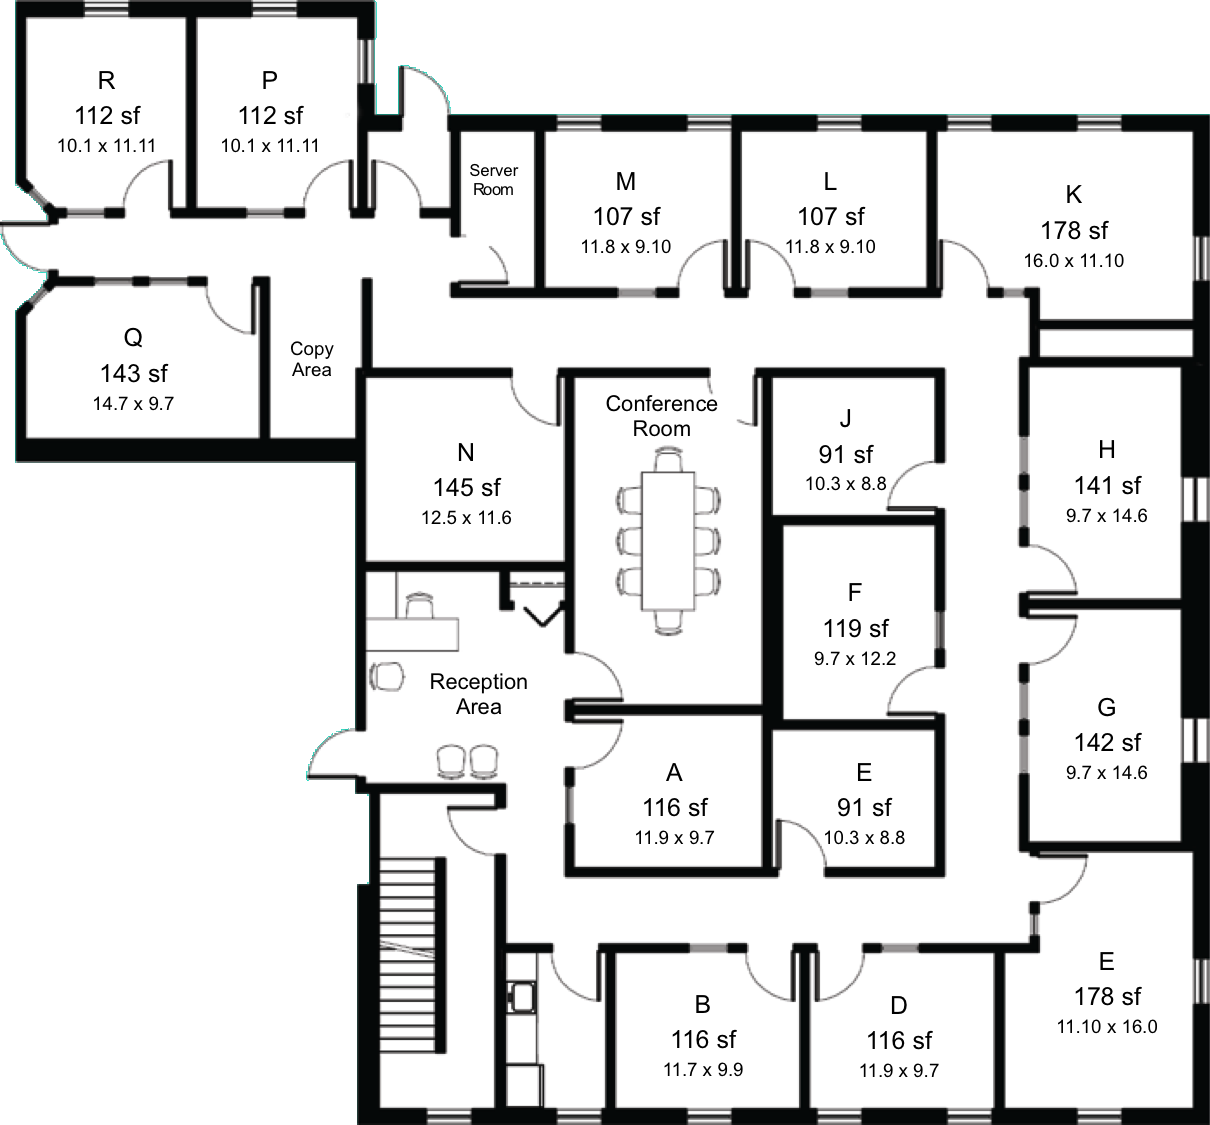 R
112 sf
10.1 x 11.11
P
112 sf
10.1 x 11.11
Server
Room
M
107 sf
11.8 x 9.10
L
107 sf
11.8 x 9.10
K
178 sf
16.0 x 11.10
Q
143 sf
14.7 x 9.7
Copy
Area
N
145 sf
12.5 x 11.6
Conference
Room
J
91 sf
10.3 x 8.8
H
141 sf
9.7 x 14.6
F
119 sf
9.7 x 12.2
Reception
Area
G
142 sf
9.7 x 14.6
A
116 sf
11.9 x 9.7
E
91 sf
10.3 x 8.8
B
116 sf
11.7 x 9.9
D
116 sf
11.9 x 9.7
E
178 sf
11.10 x 16.0